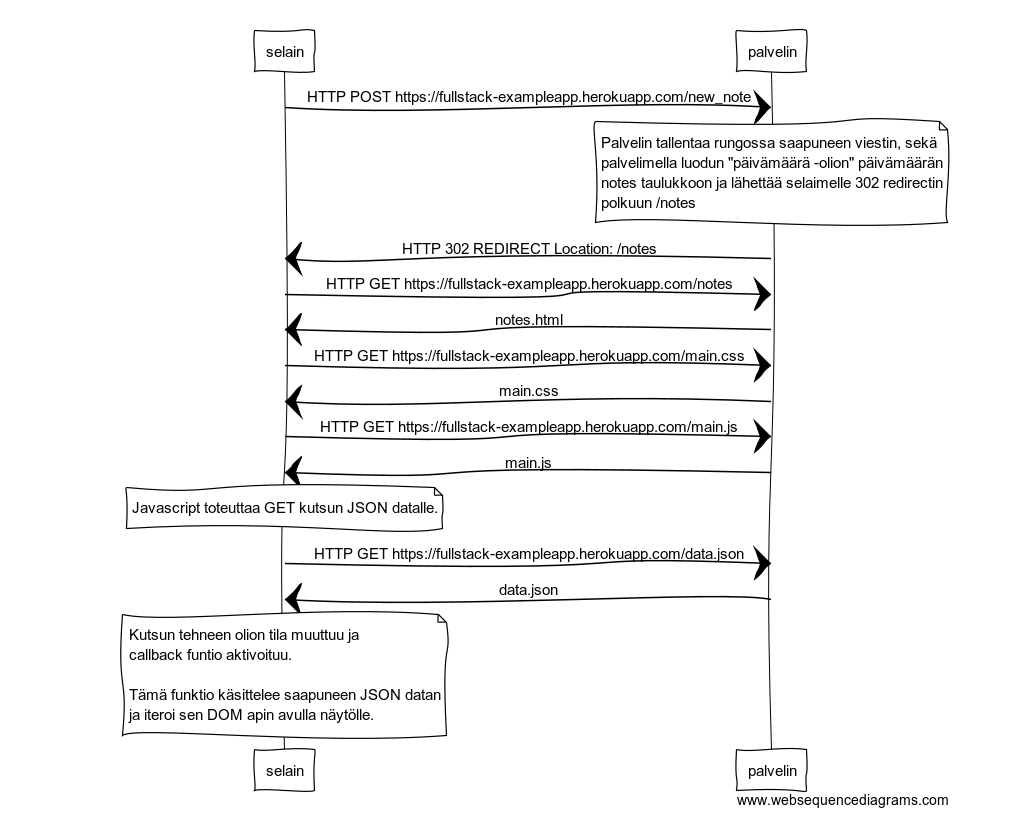 selain
palvelin
HTTP POST https://fullstack-exampleapp.herokuapp.com/new_note
Palvelin tallentaa rungossa saapuneen viestin, sekä
palvelimella luodun "päivämäärä -olion" päivämäärän
notes taulukkoon ja lähettää selaimelle 302 redirectin
polkuun /notes
HTTP 302 REDIRECT Location: /notes
HTTP GET https://fullstack-exampleapp.herokuapp.com/notes
notes.html
HTTP GET https://fullstack-exampleapp.herokuapp.com/main.css
main.css
HTTP GET https://fullstack-exampleapp.herokuapp.com/main.js
main.js
Javascript toteuttaa GET kutsun JSON datalle.
HTTP GET https://fullstack-exampleapp.herokuapp.com/data.json
data.json
Kutsun tehneen olion tila muuttuu ja
callback funtio aktivoituu.
Tämä funktio käsittelee saapuneen JSON datan
ja iteroi sen DOM apin avulla näytölle.
selain
palvelin
www.websequencediagrams.com